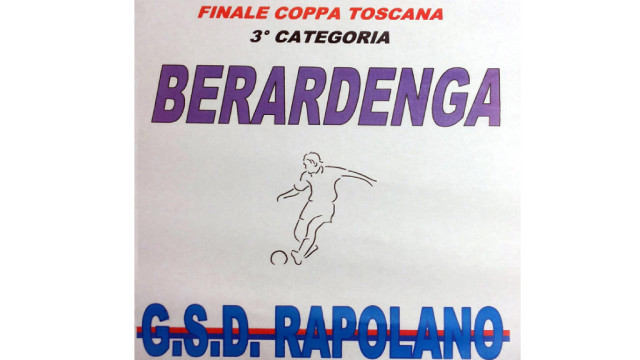 FINALE COPPA TOSCANA
3° CATEGORIA
BERARDENGA
G.S.D. RAPOLANO